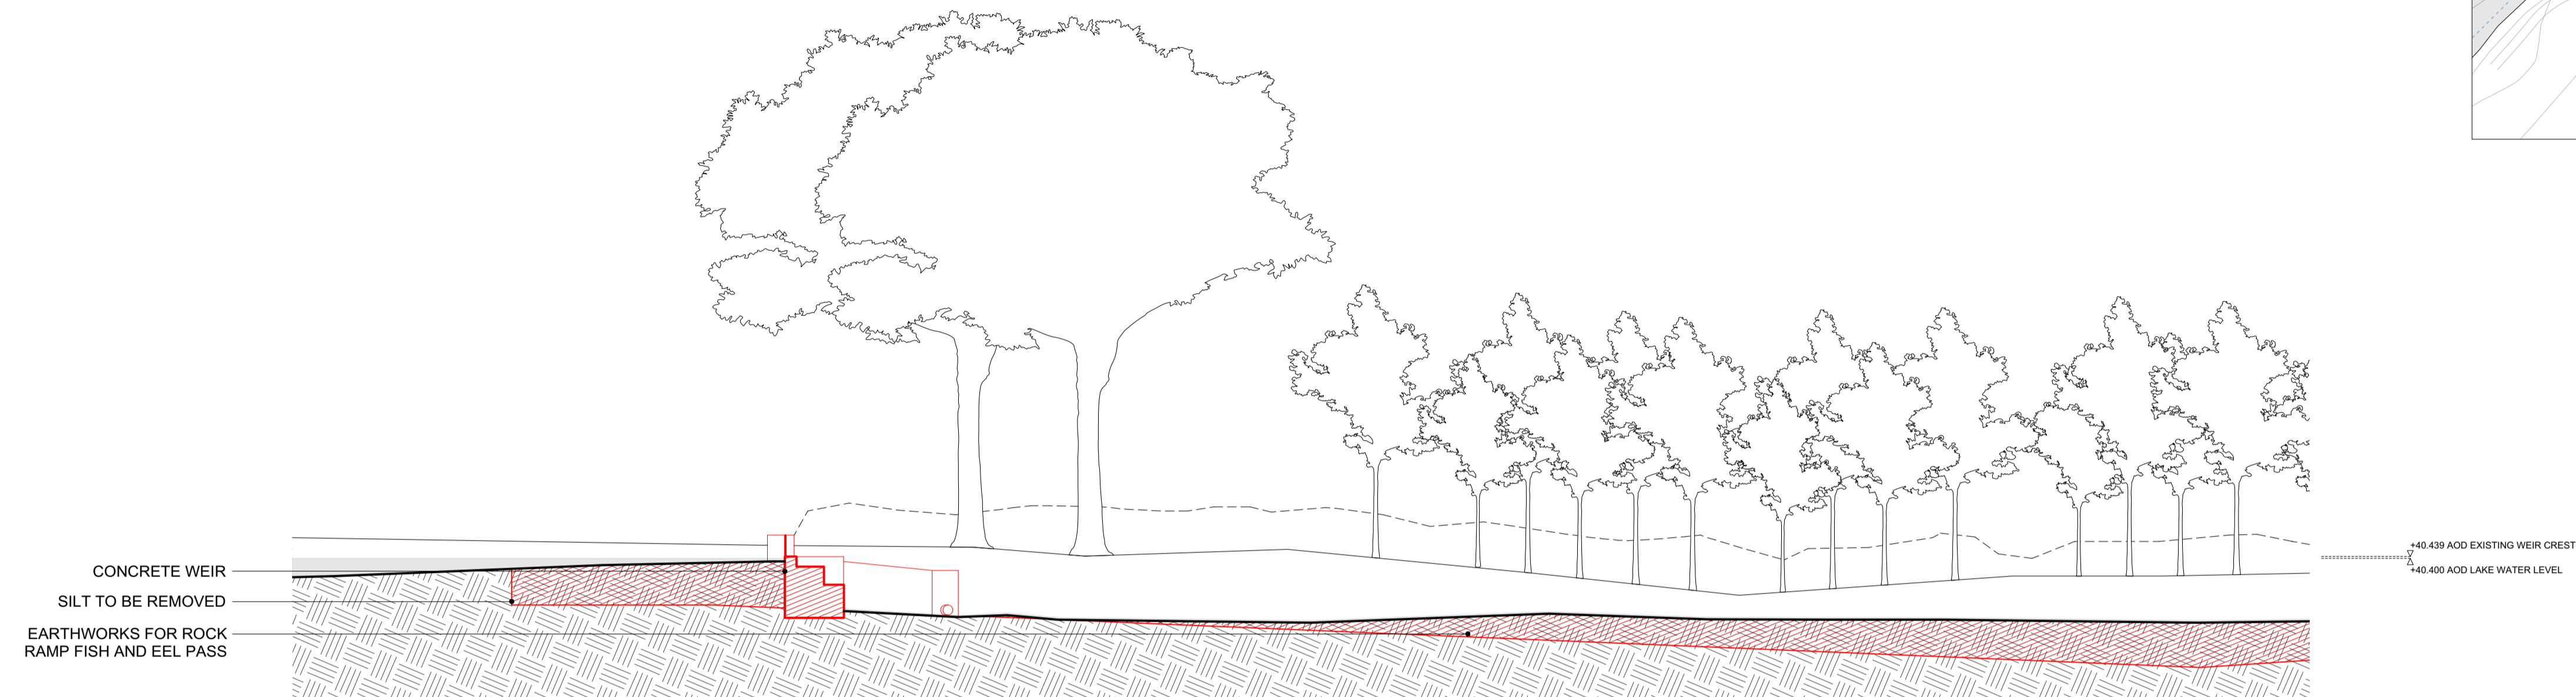 CONCRETE WEIR
SILT TO BE REMOVED
EARTHWORKS FOR ROCK
RAMP FISH AND EEL PASS
+40.439 AOD EXISTING WEIR CREST
+40.400 AOD LAKE WATER LEVEL